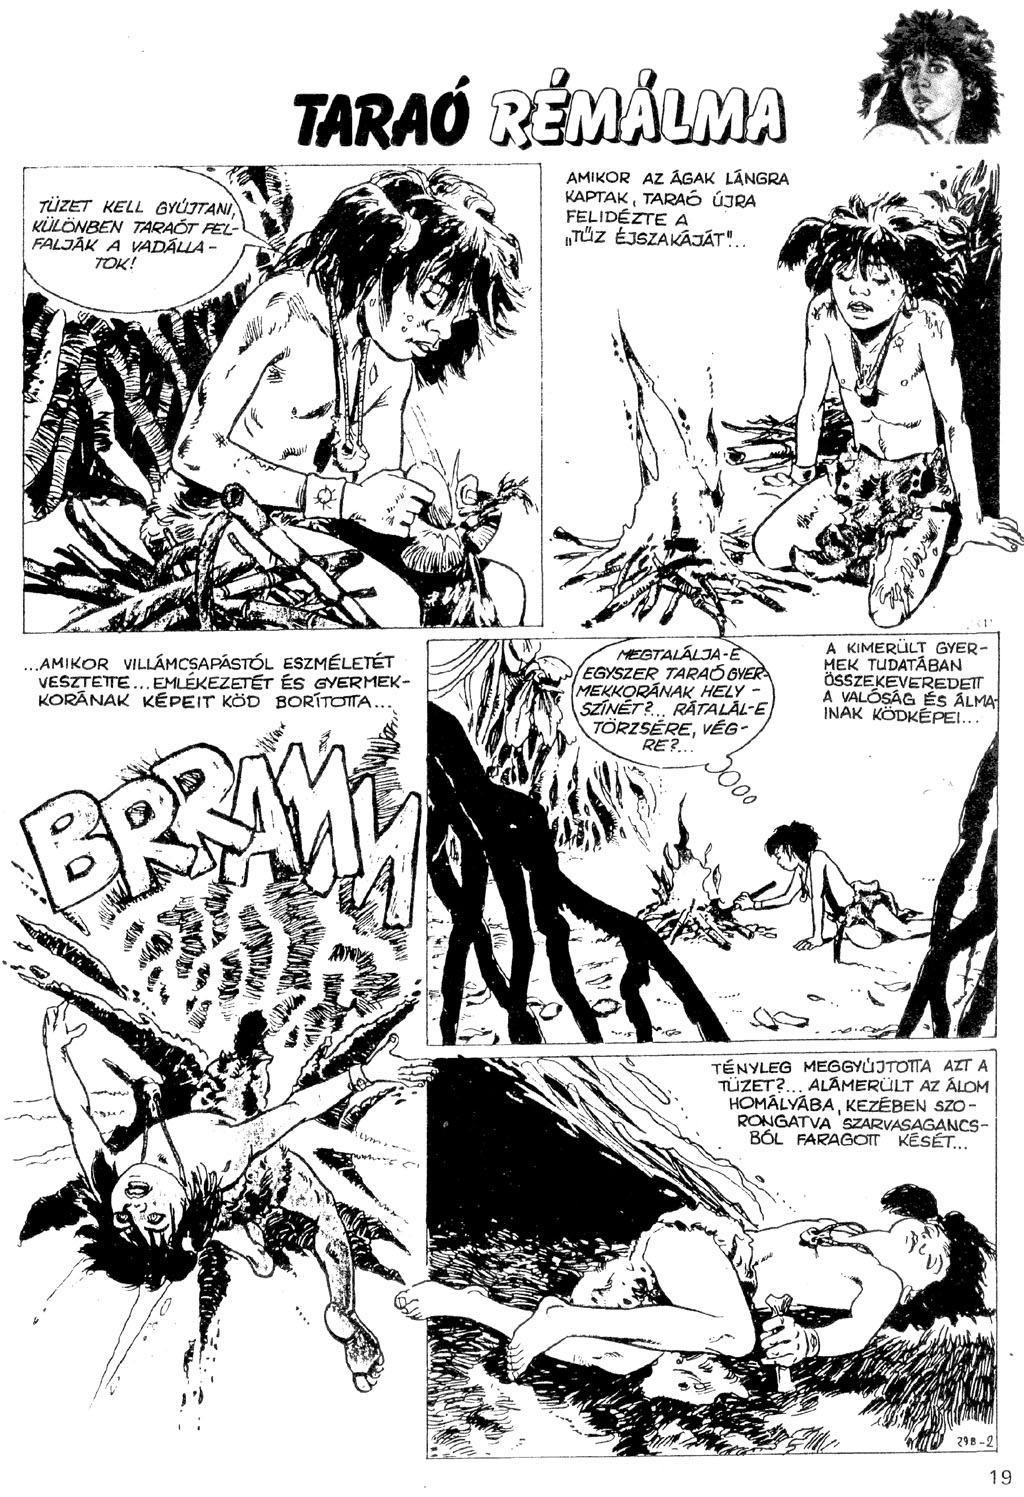 TARAÓ RÉMÁLMA
TÜZET KELL GYÚJTANI,
KÜLÖNBEN TARAÓT FEL-
FALJÁK A VADÁLLA-
TOK!
AMIKOR AZ ÁGAK LÁNGRA
KAPTAK, TARAÓ ÚJRA
FELIDÉZTE A
„TŰZ ÉJSZAKÁJÁT"...
...AMIKOR VILLÁMCSAPÁSTÓL ESZMÉLETÉT
VESZTETTE... EMLÉKEZETÉT ÉS GYERMEK-
KORÁNAK KÉPEIT KÖD BORÍTOTTA...
BRRAMM
MEGTALÁLJA-E
EGYSZER TARAÓ GYER-
MEKKORÁNAK HELY-
SZÍNÉT?... RÁTALÁL-E
TÖRZSÉRE, VÉG-
RE?...
A KIMERÜLT GYER-
MEK TUDATÁBAN
ÖSSZEKEVEREDETT
A VALÓSÁG ÉS ÁLMA-
INAK KÖDKÉPEI...
TÉNYLEG MEGGYÚJTOTTA AZT A
TÜZET?... ALÁMERÜLT AZ ÁLOM
HOMÁLYÁBA, KEZÉBEN SZO-
RONGATVA SZARVASAGANCS-
BÓL FARAGOTT KÉSÉT...
29B-2
19